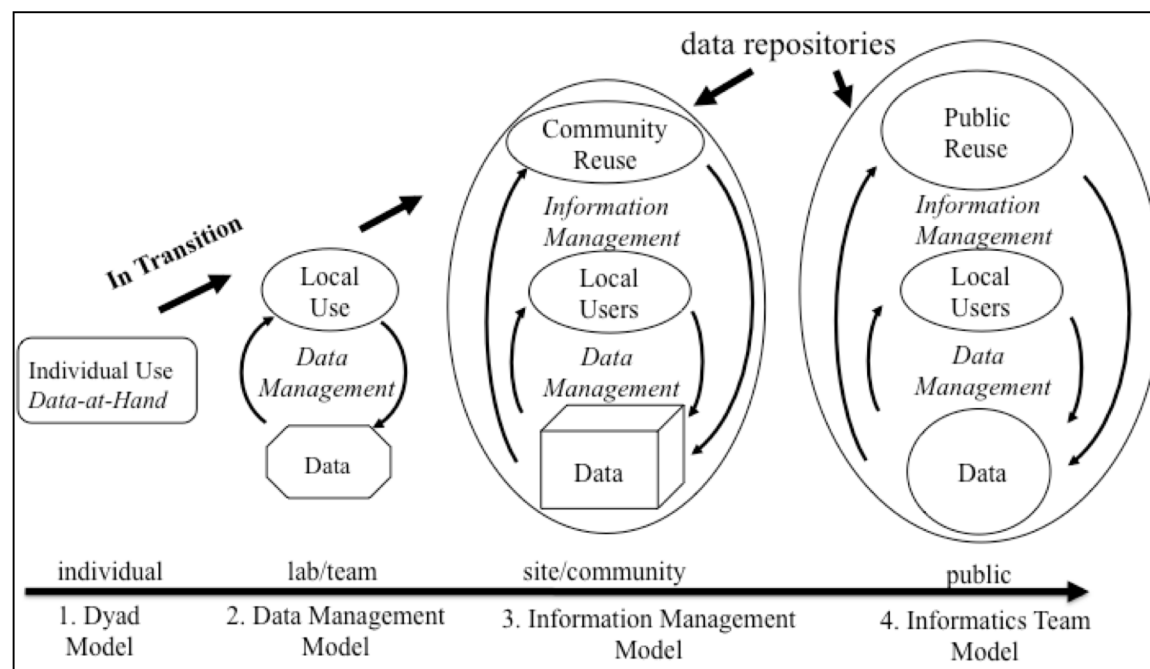 data repositories
In Transition
Individual Use
Data-at-Hand
Local
Use
Data
Management
Data
Community
Reuse
Information
Management
Local
Users
Data
Management
Data
Public
Reuse
Information
Management
Local
Users
Data
Management
Data
individual
lab/team
site/community
public
1. Dyad
Model
2. Data Management
Model
3. Information Management
Model
4. Informatics Team
Model